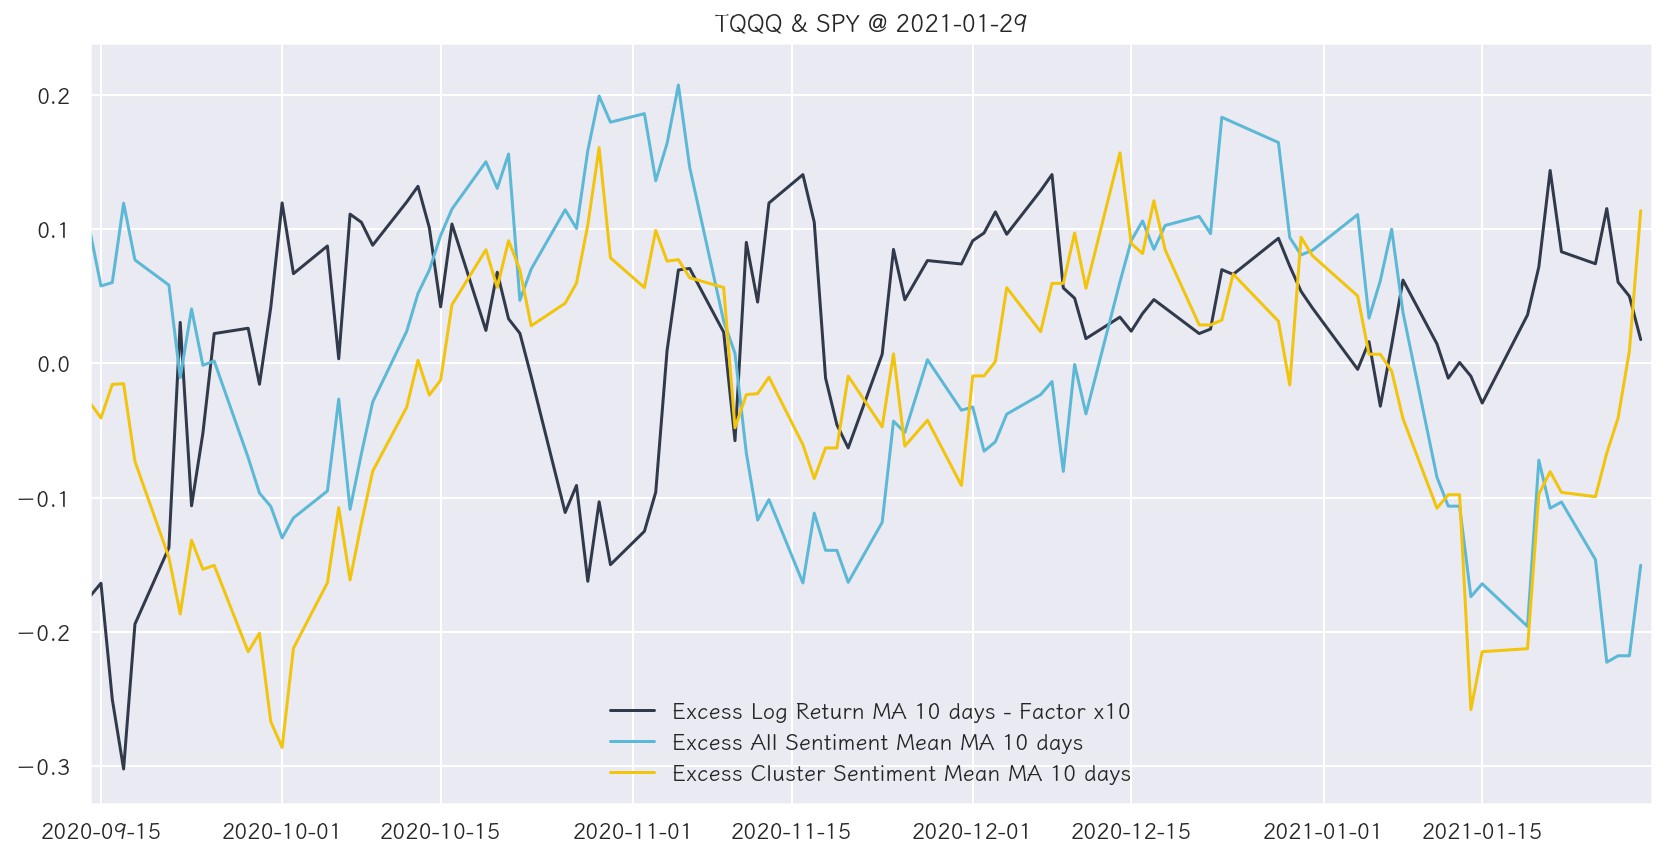 TQQQ & SPY @ 2021-01-29
0.2
0.1
0.0
−0.1
−0.2
−0.3
Excess Log Return MA 10 days - Factor x10
Excess All Sentiment Mean MA 10 days
Excess Cluster Sentiment Mean MA 10 days
2020-09-15 2020-10-01 2020-10-15 2020-11-01 2020-11-15 2020-12-01 2020-12-15 2021-01-01 2021-01-15